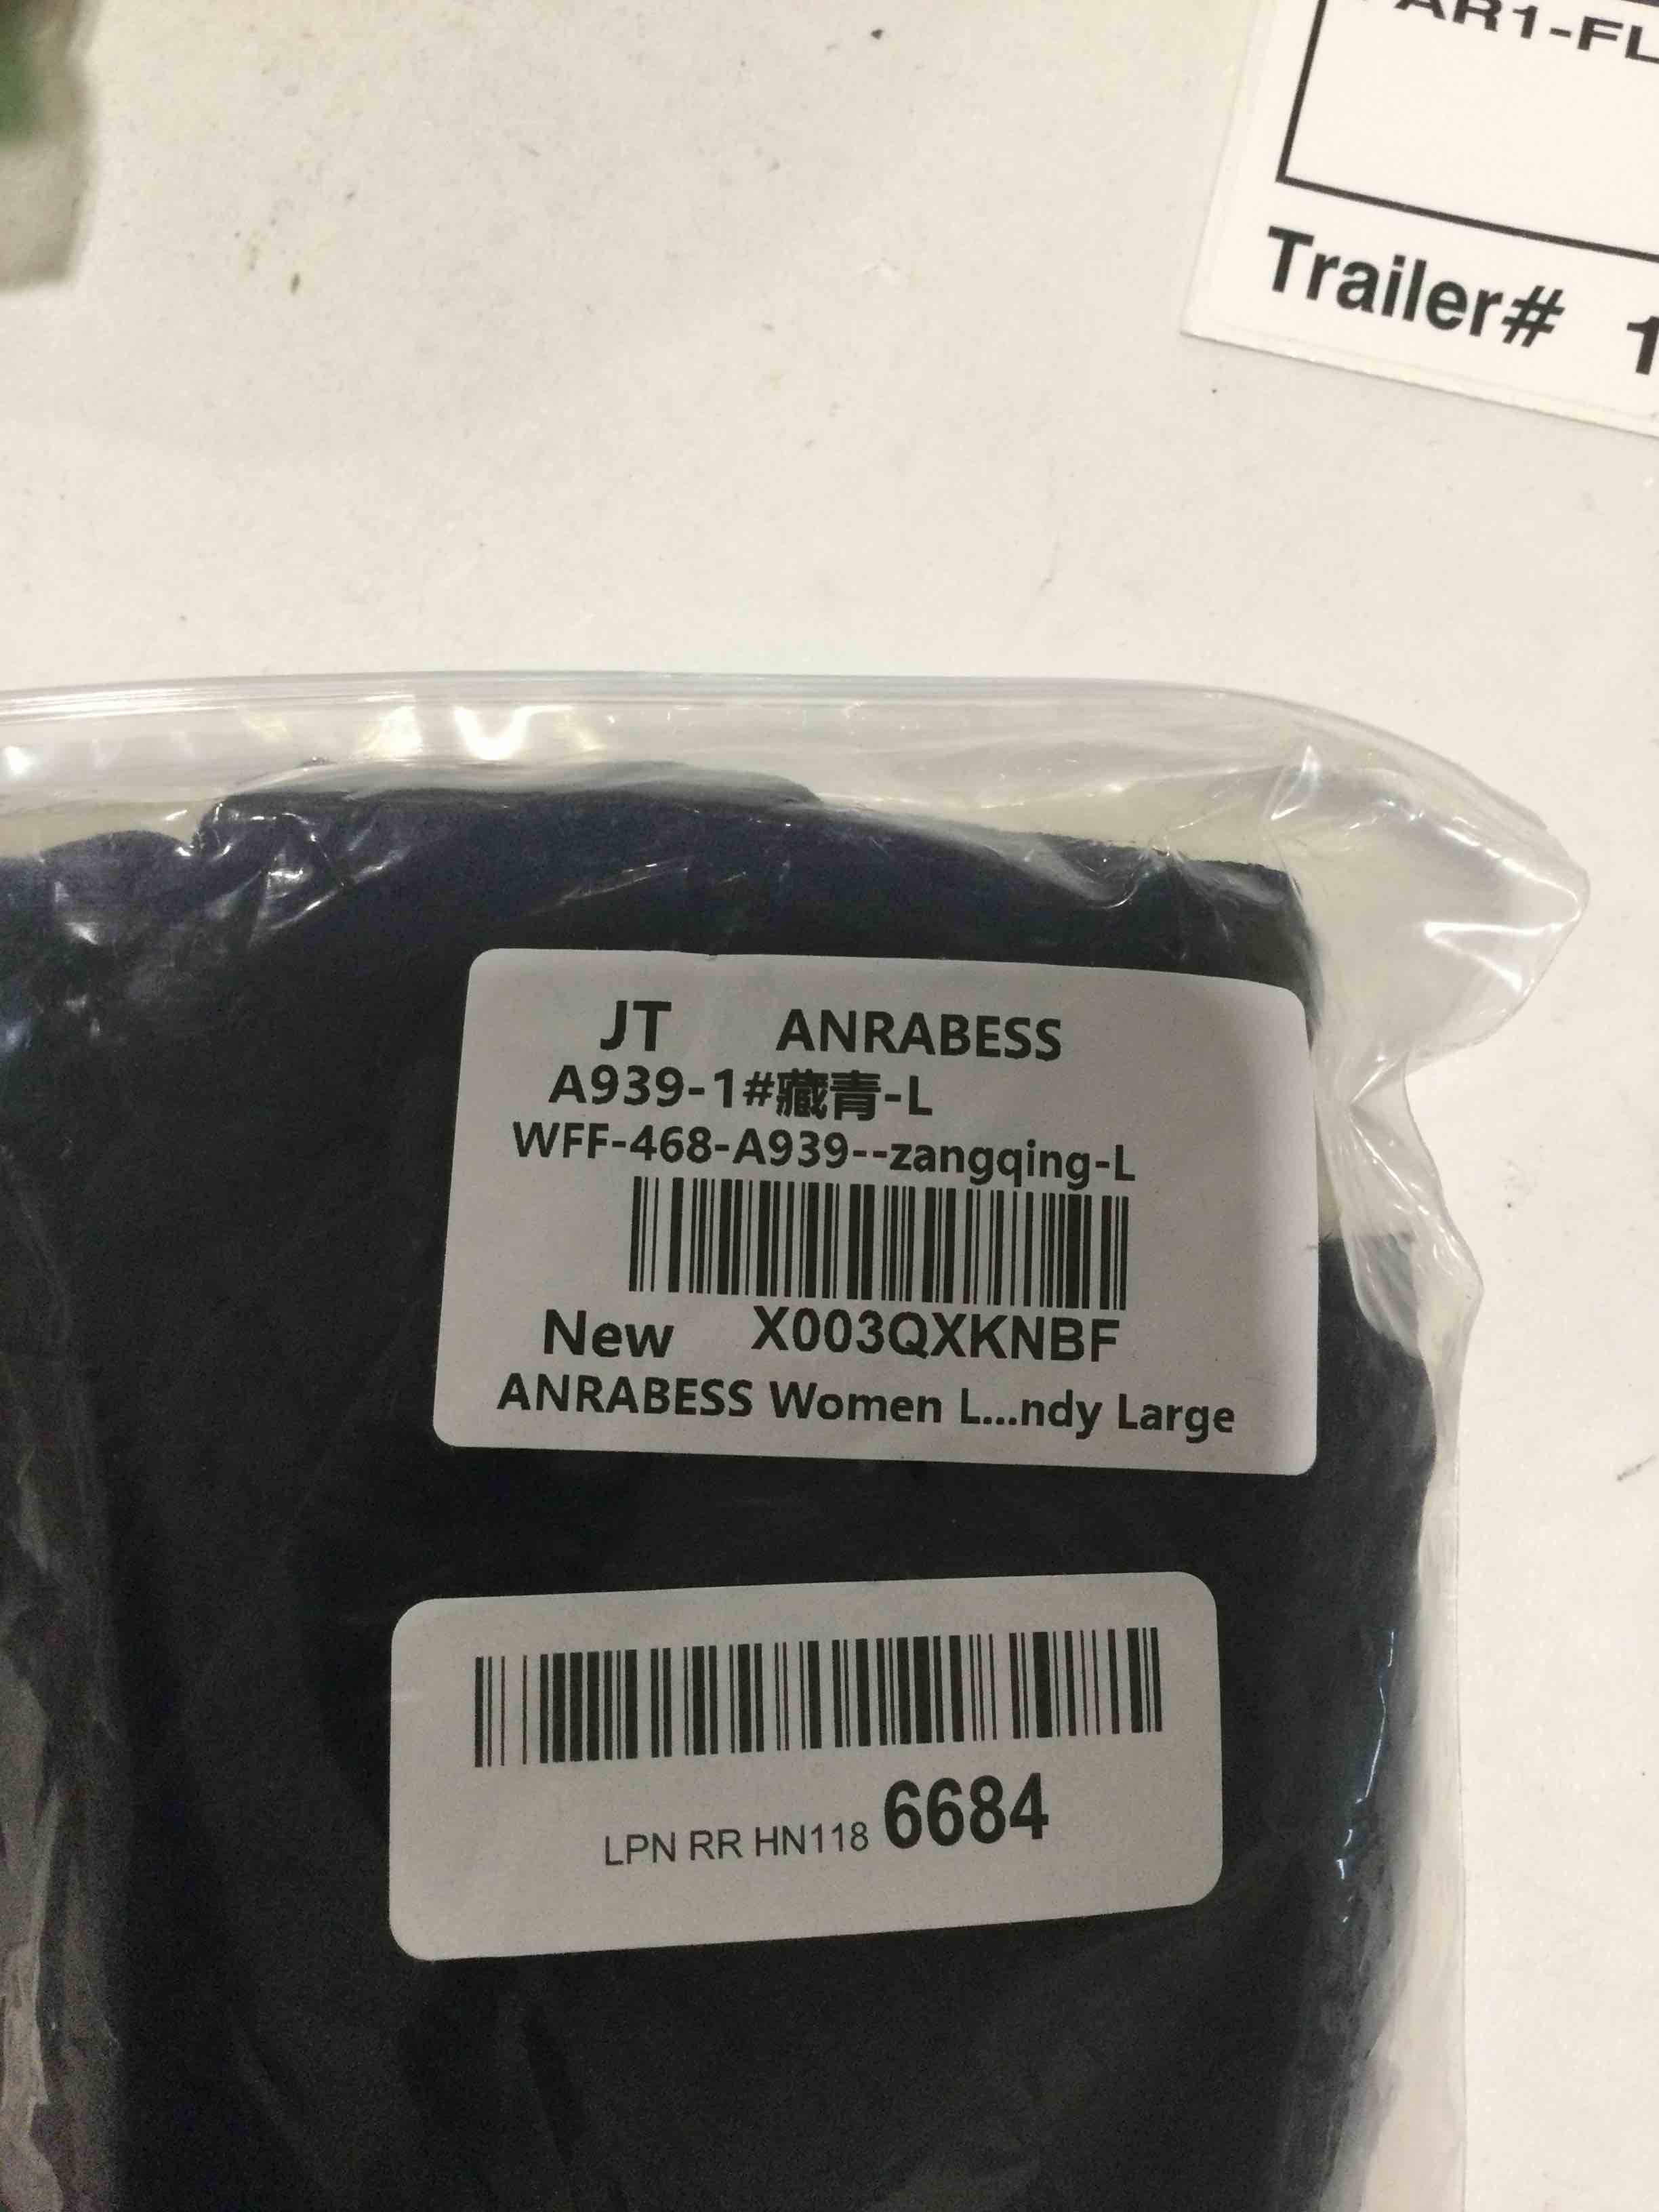 AR1-FL
Trailer# 1
JT ANRABESS
A939-1#藏青-L
WFF-468-A939--zangqing-L
New X003QXKNBF
ANRABESS Women L...ndy Large
LPN RR HN118 6684